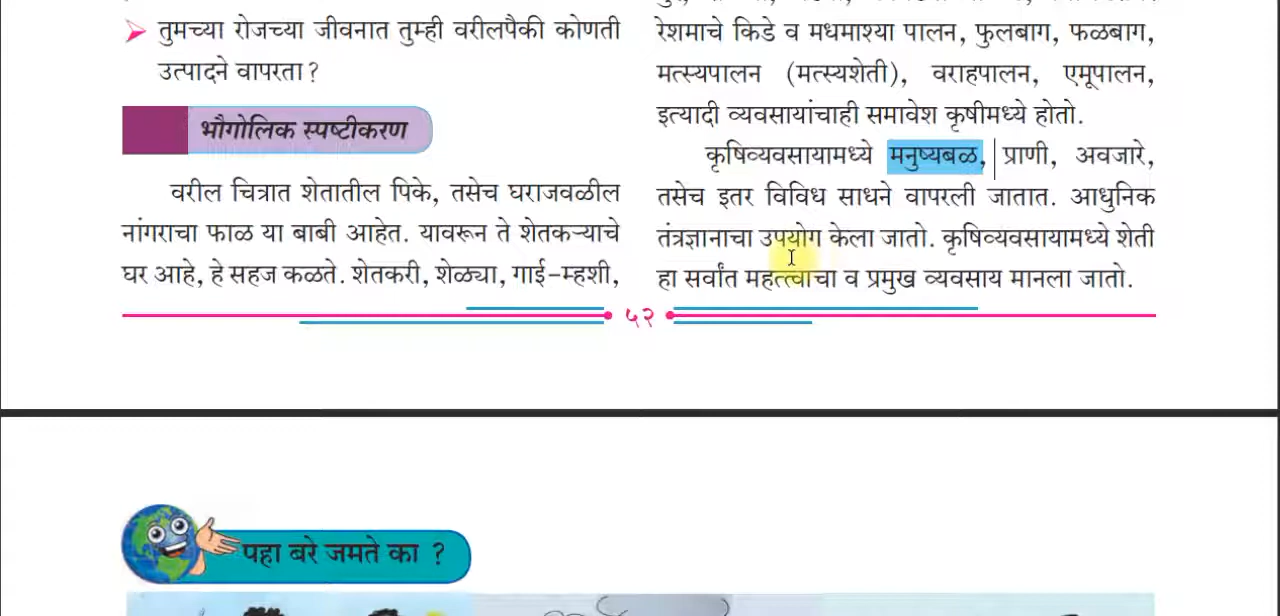 तुमच्या रोजच्या जीवनात तुम्ही वरीलपैकी कोणती
उत्पादने वापरता ?
भौगोलिक स्पष्टीकरण
वरील चित्रात शेतातील पिके, तसेच घराजवळील
नांगराचा फाळ या बाबी आहेत. यावरून ते शेतकऱ्याचे
घर आहे, हे सहज कळते. शेतकरी, शेळ्या, गाई-म्हशी,
रेशमाचे किडे व मधमाश्या पालन, फुलबाग, फळबाग,
मत्स्यपालन (मत्स्यशेती), वराहपालन, एमूपालन,
इत्यादी व्यवसायांचाही समावेश कृषीमध्ये होतो.
कृषिव्यवसायामध्ये मनुष्यबळ, प्राणी, अवजारे,
तसेच इतर विविध साधने वापरली जातात. आधुनिक
तंत्रज्ञानाचा उपयोग केला जातो. कृषिव्यवसायामध्ये शेती
हा सर्वांत महत्त्वाचा व प्रमुख व्यवसाय मानला जातो.
५२
पहा बरे जमते का ?